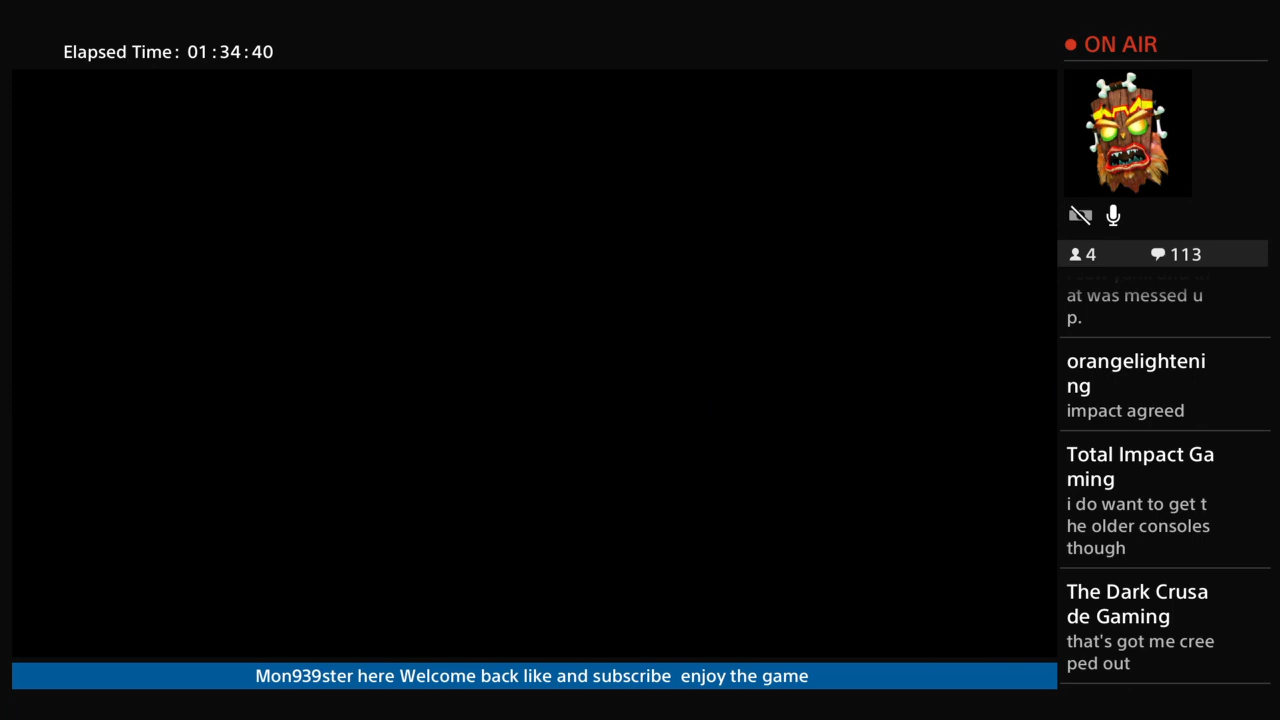 Elapsed Time: 01:34:40
ON AIR
4 113
at was messed u
p.
orangelighteni
ng
impact agreed
Total Impact Ga
ming
i do want to get t
he older consoles
though
The Dark Crusa
de Gaming
that's got me cree
ped out
Mon939ster here Welcome back like and subscribe enjoy the game